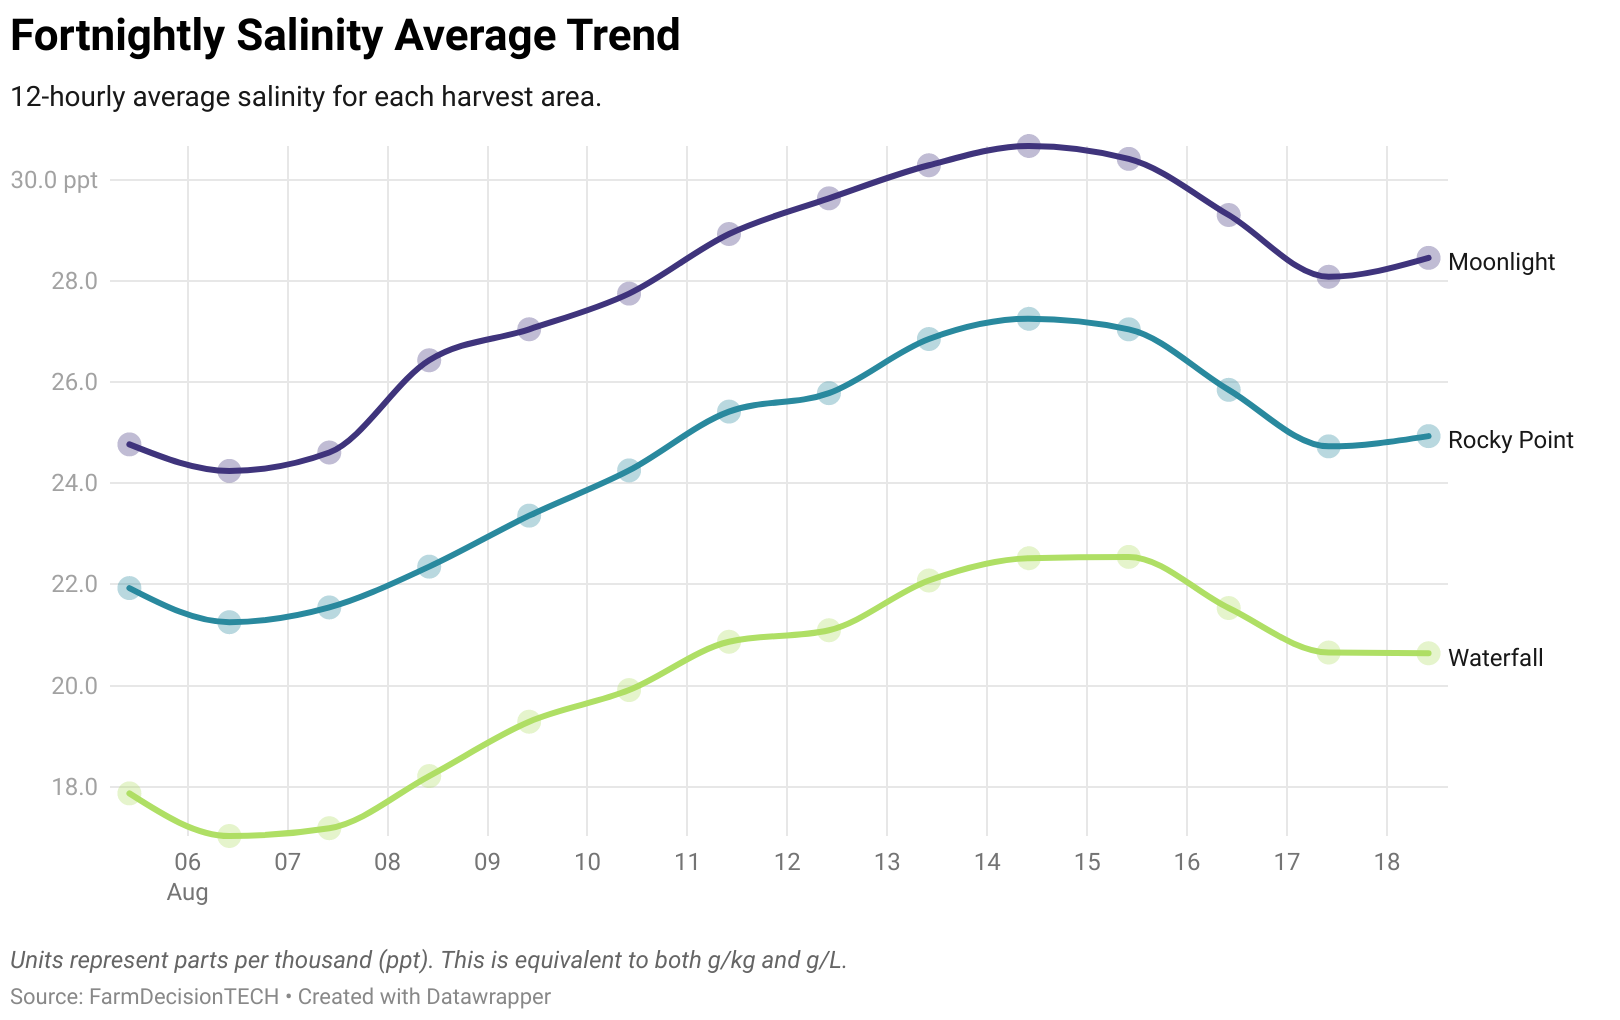 Fortnightly Salinity Average Trend
12-hourly average salinity for each harvest area.
30.0 ppt
28.0
26.0
24.0
22.0
20.0
18.0
Moonlight
Rocky Point
Waterfall
06 07 08 09 10 11 12 13 14 15 16 17 18
Aug
Units represent parts per thousand (ppt). This is equivalent to both g/kg and g/L.
Source: FarmDecisionTECH • Created with Datawrapper